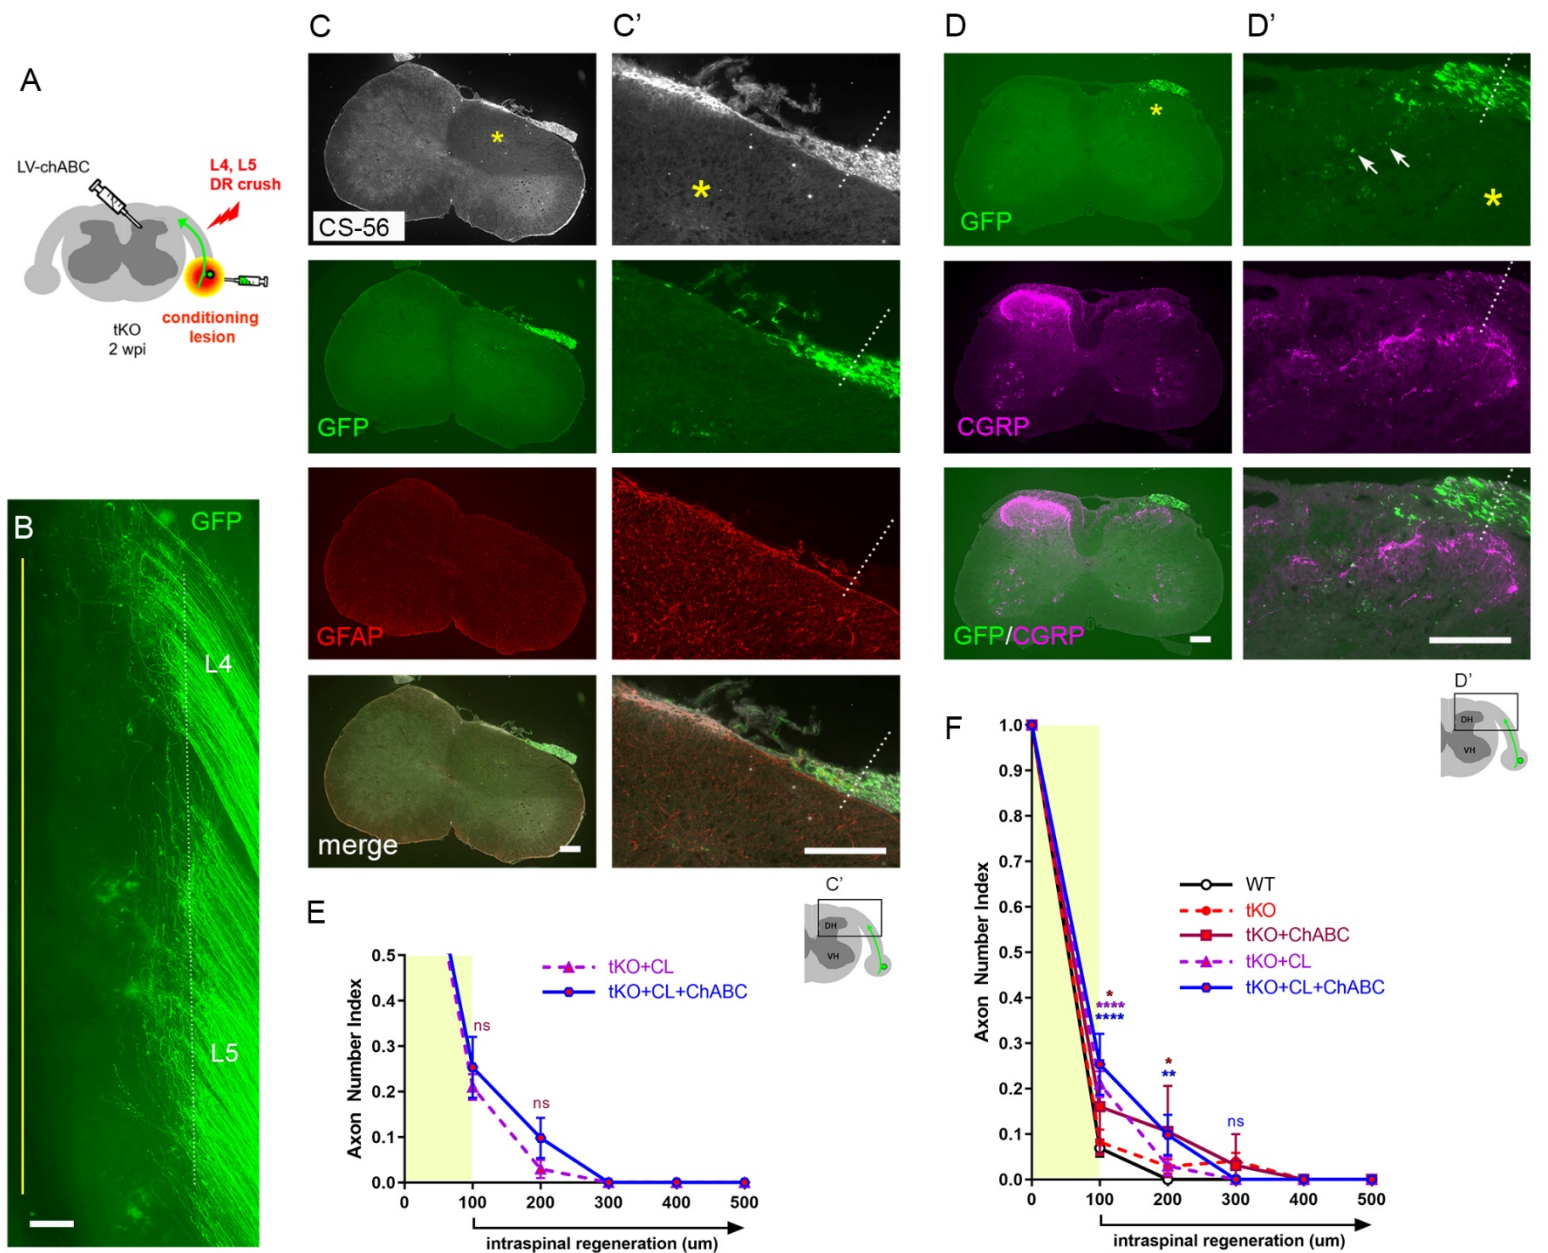 A
LV-chABC
L4, L5
DR crush
tKO
2 wpi
conditioning
lesion
B
GFP
L4
L5
C
C’
*
*
CS-56
GFP
GFAP
merge
C’
DH
VH
D
D’
*
*
GFP
CGRP
GFP/CGRP
D’
DH
VH
E
Axon Number Index
0.5
0.4
0.3
0.2
0.1
0.0
0
100
200
300
400
500
ns
ns
tKO+CL
tKO+CL+ChABC
intraspinal regeneration (um)
F
Axon Number Index
1.0
0.9
0.8
0.7
0.6
0.5
0.4
0.3
0.2
0.1
0.0
0
100
200
300
400
500
*
****
****
*
**
ns
WT
tKO
tKO+ChABC
tKO+CL
tKO+CL+ChABC
intraspinal regeneration (um)